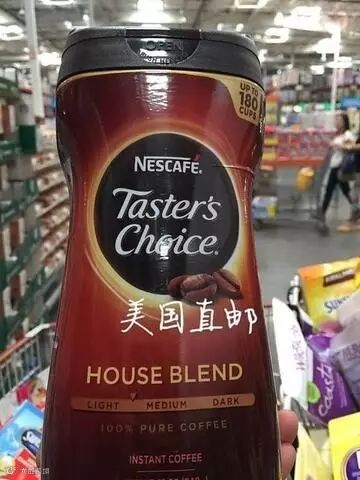 OPEN
UP TO
180
CUPS
NESCAFÉ.
Taster's
Choice®
美国直邮
HOUSE BLEND
LIGHT MEDIUM DARK
100% PURE COFFEE
INSTANT COFFEE
KIRKLAND